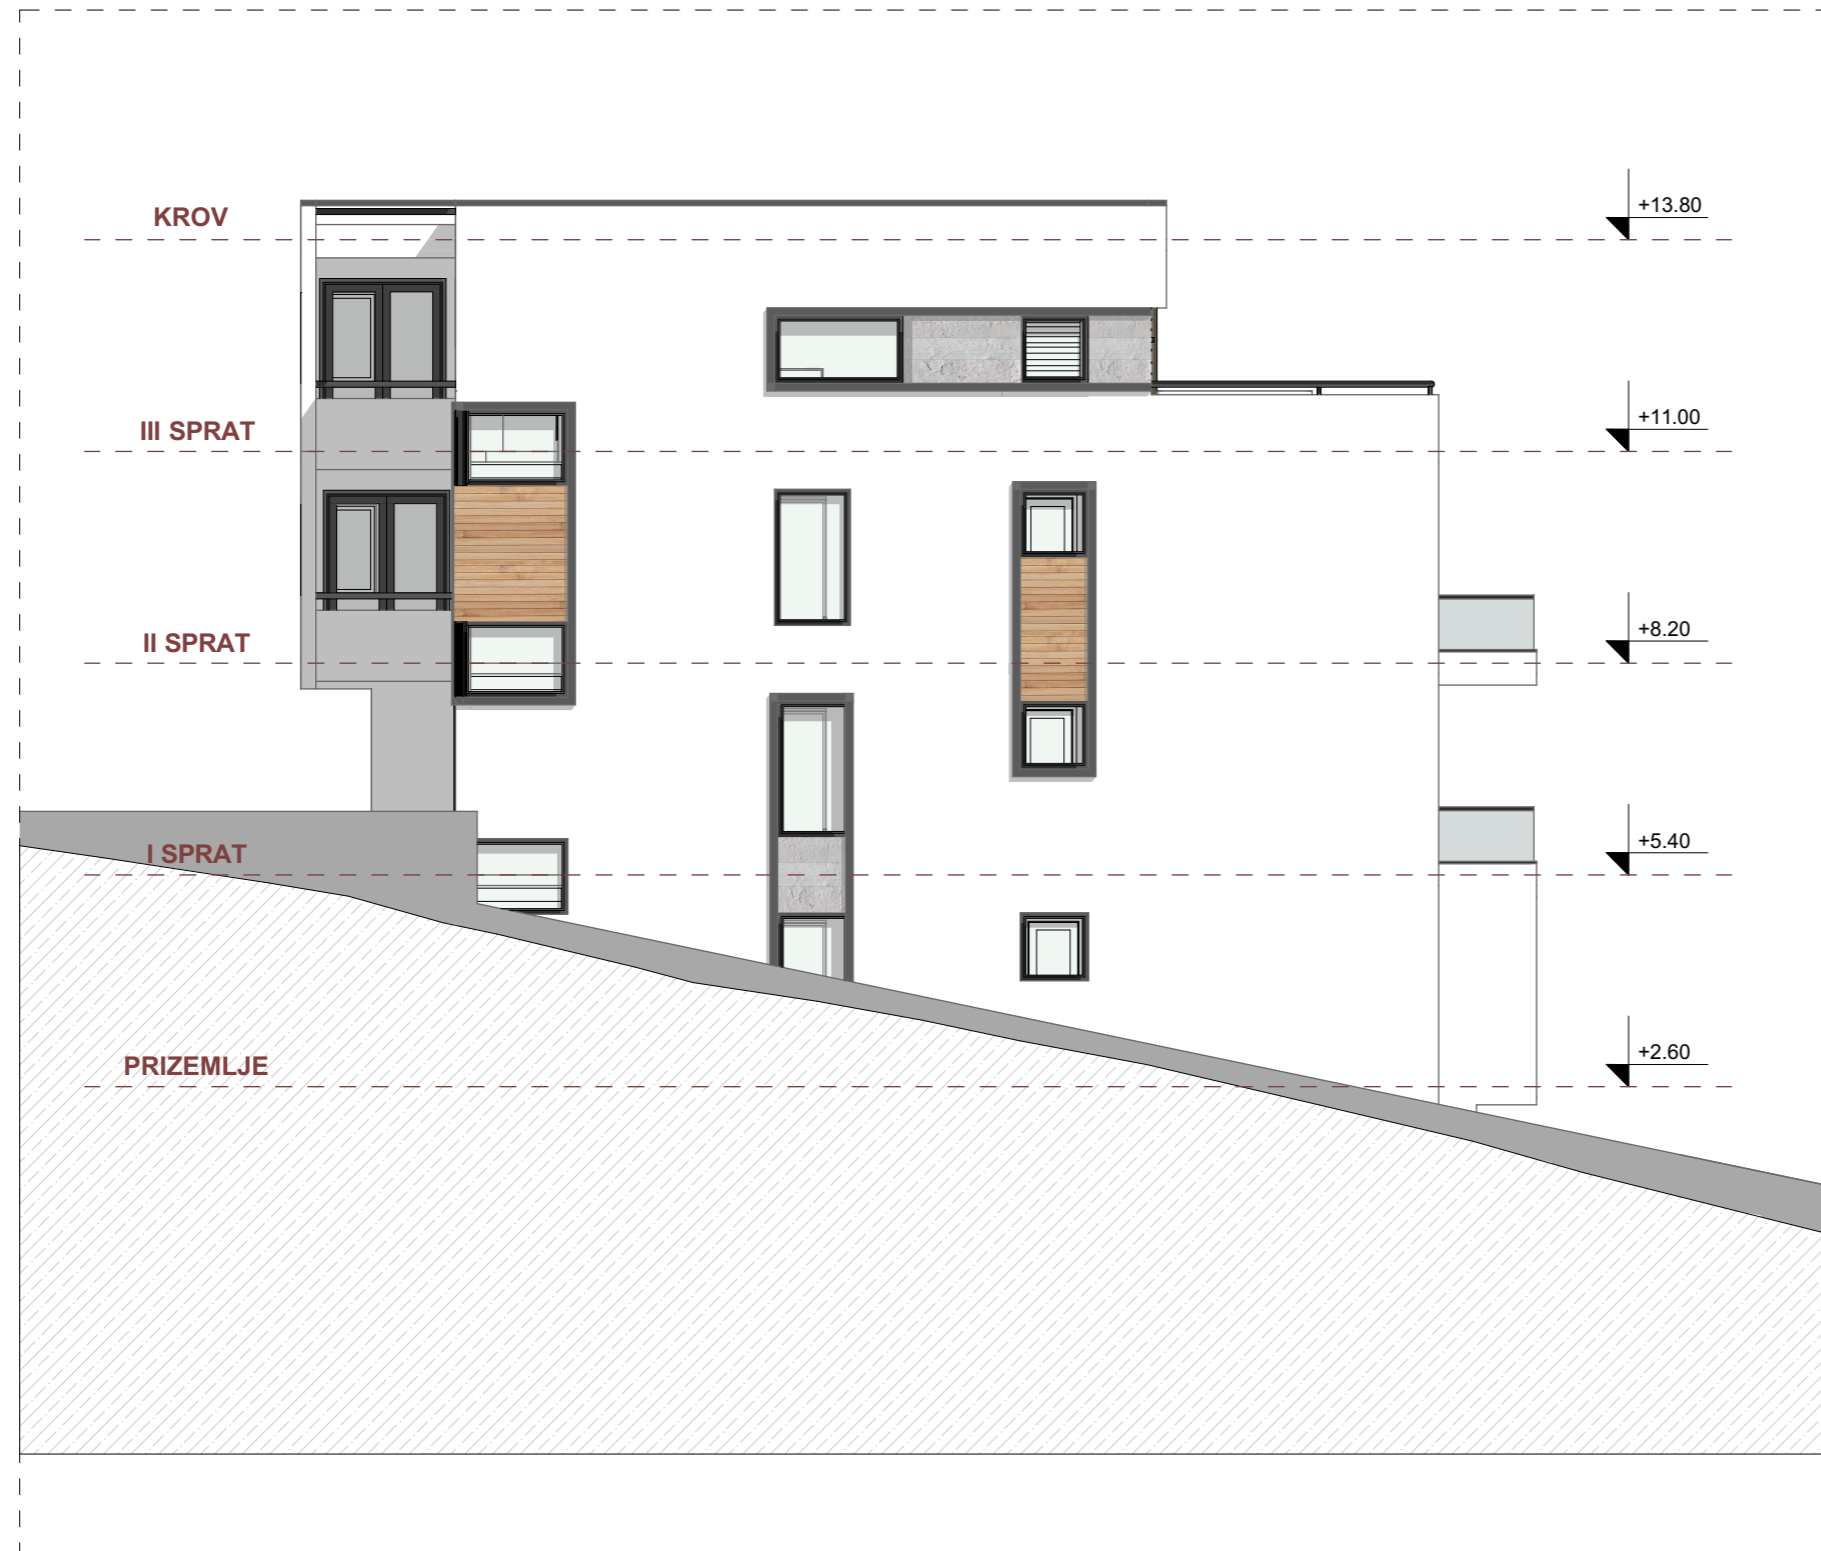 KROV
+13.80
III SPRAT
+11.00
II SPRAT
+8.20
I SPRAT
+5.40
PRIZEMLJE
+2.60